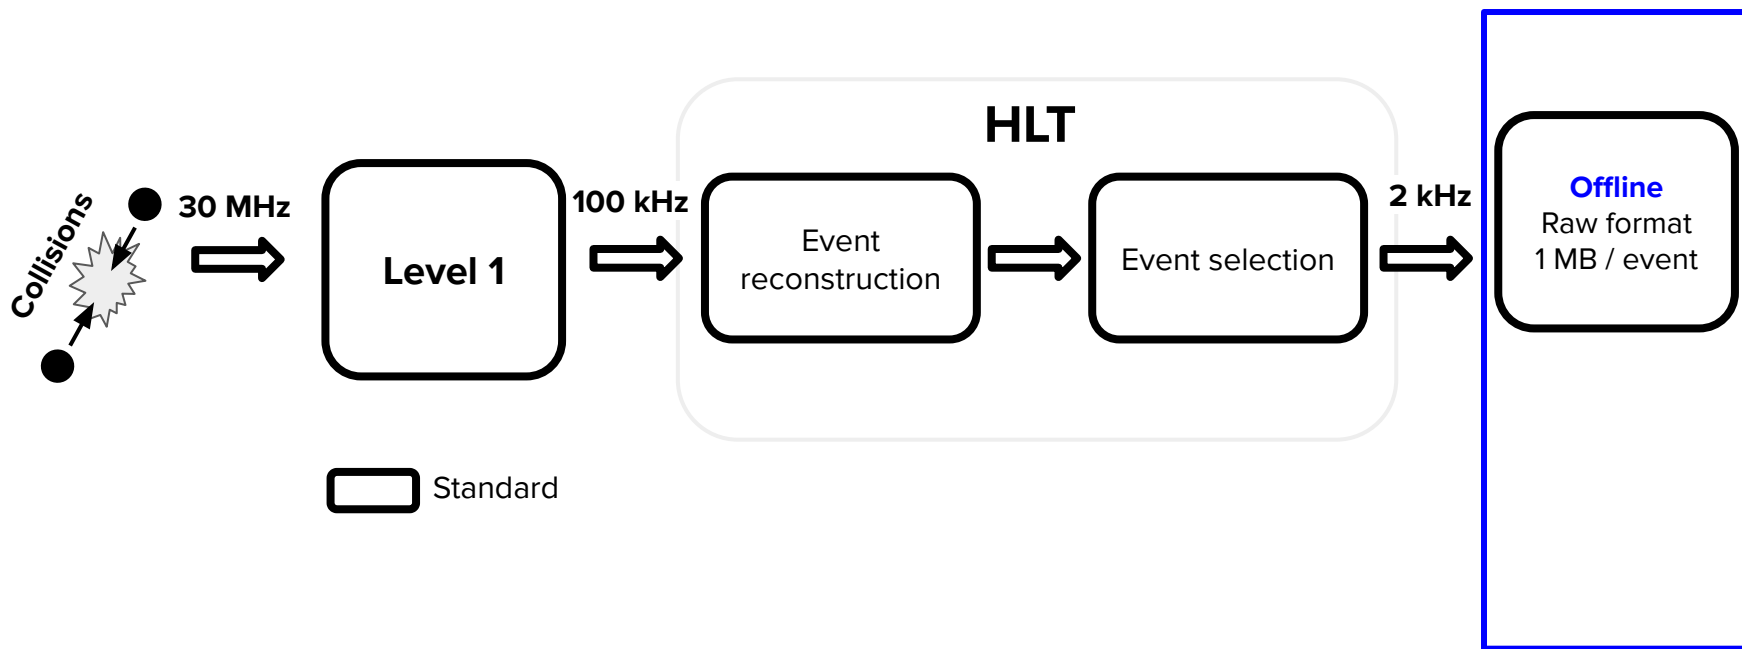 Collisions
30 MHz
Level 1
100 kHz
HLT
Event
reconstruction
Event selection
2 kHz
Offline
Raw format
1 MB / event
Standard